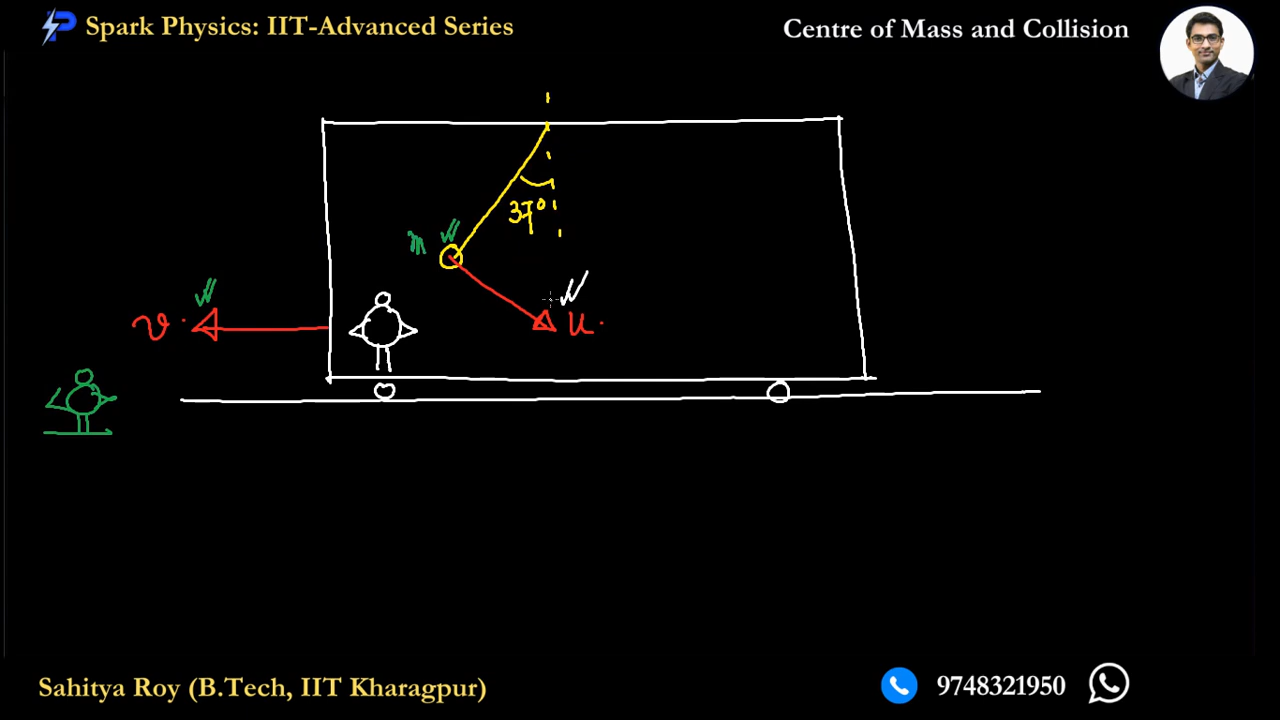 Spark Physics: IIT-Advanced Series
Centre of Mass and Collision
37°
m
v.
u.
Sahitya Roy (B.Tech, IIT Kharagpur)
9748321950